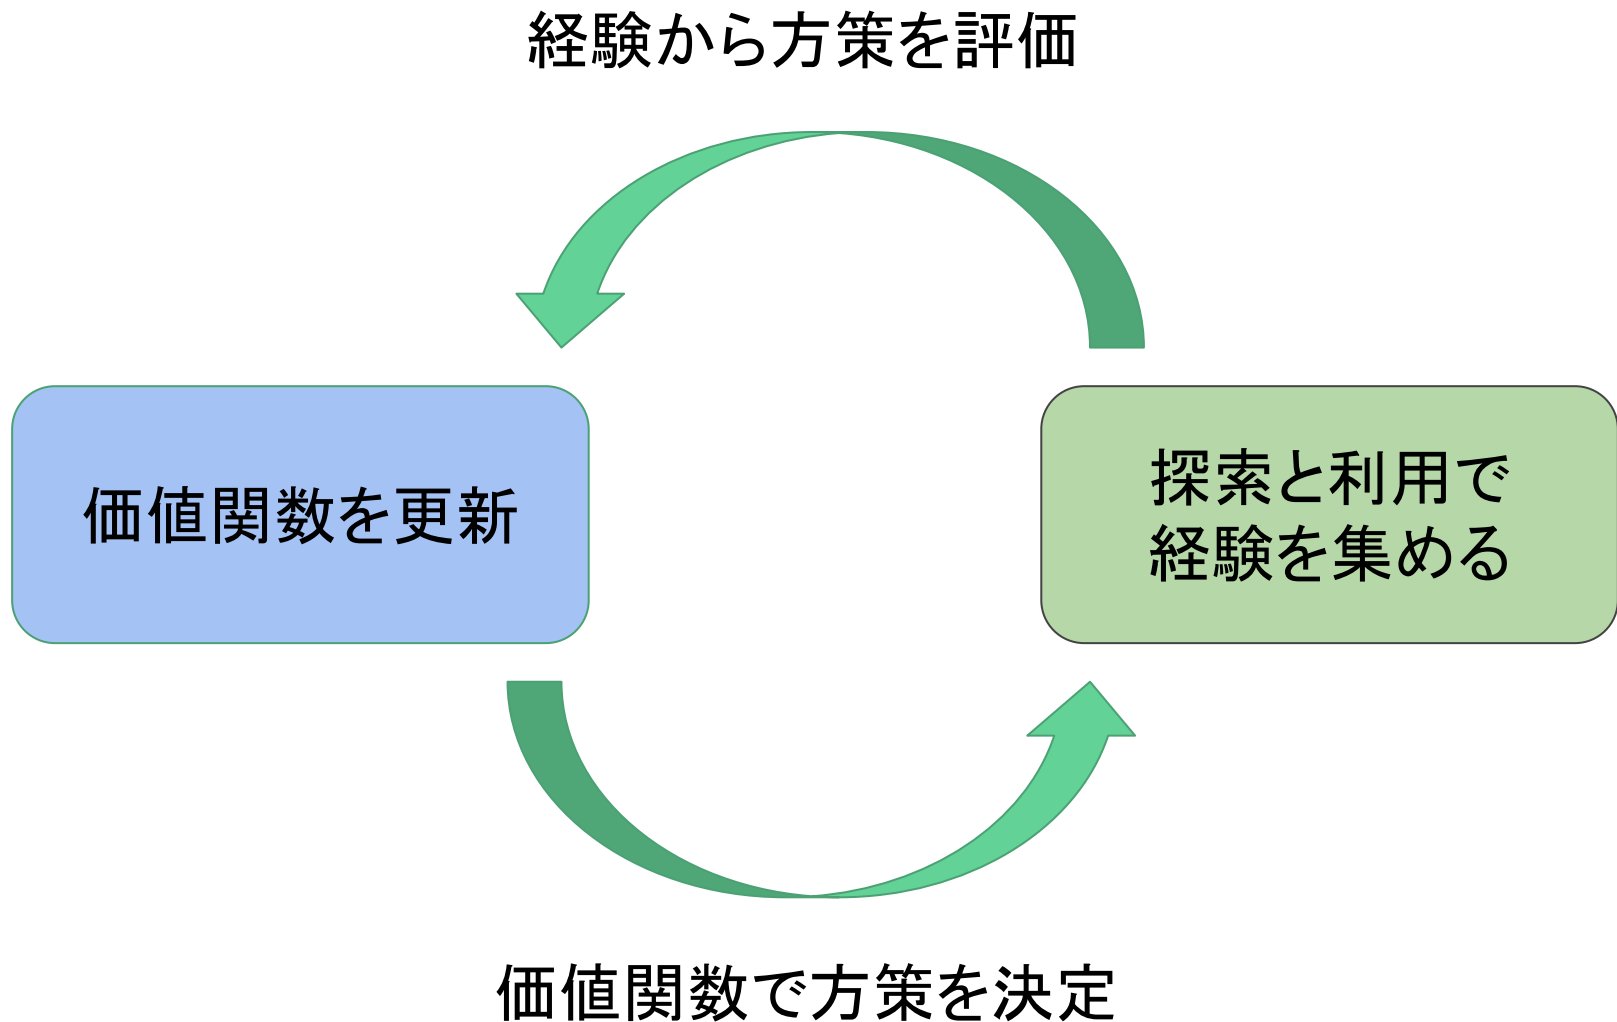 経験から方策を評価
価値関数を更新
探索と利用で
経験を集める
価値関数で方策を決定